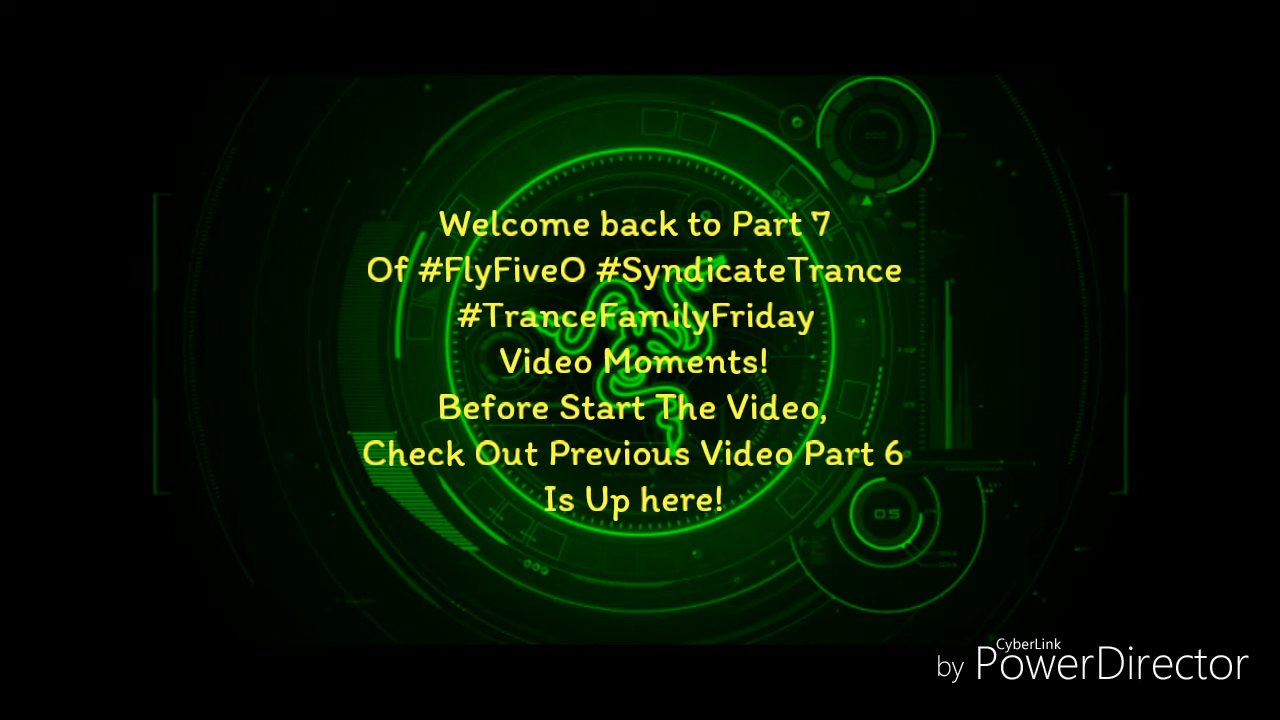 Welcome back to Part 7
Of #FlyFiveO #SyndicateTrance
#TranceFamilyFriday
Video Moments!
Before Start The Video,
Check Out Previous Video Part 6
Is Up here!
05
CyberLink
by PowerDirector